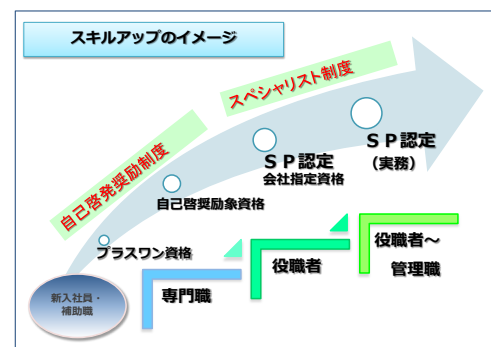 スキルアップのイメージ
スペシャリスト制度
自己啓発奨励制度
SP認定
(実務)
SP認定
会社指定資格
自己啓奨励象資格
プラスワン資格
役職者～
管理職
役職者
専門職
新入社員・
補助職